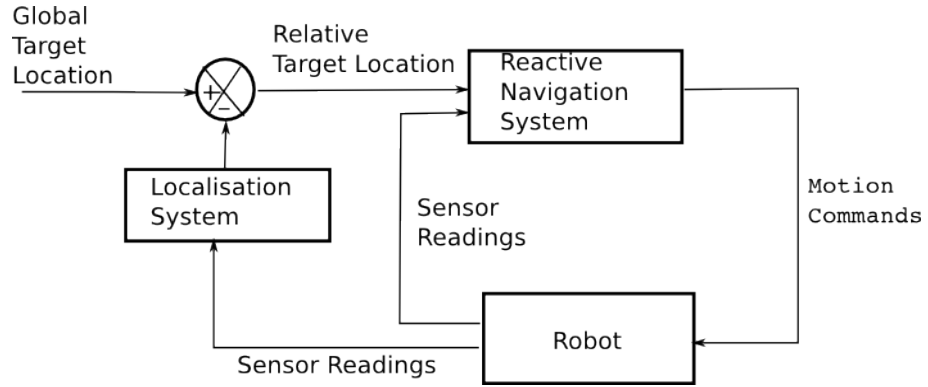 Global
Target
Location
Relative
Target Location
Reactive
Navigation
System
+
−
Localisation
System
Sensor
Readings
Motion
Commands
Robot
Sensor Readings